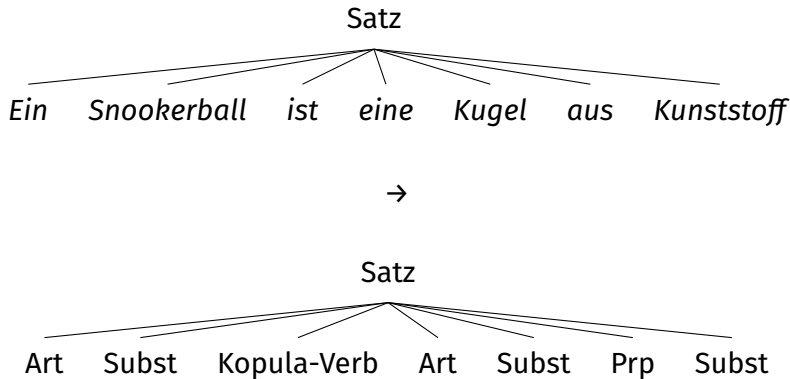 Satz
Ein Snookerball ist eine Kugel aus Kunststoff
→
Satz
Art Subst Kopula-Verb Art Subst Prp Subst